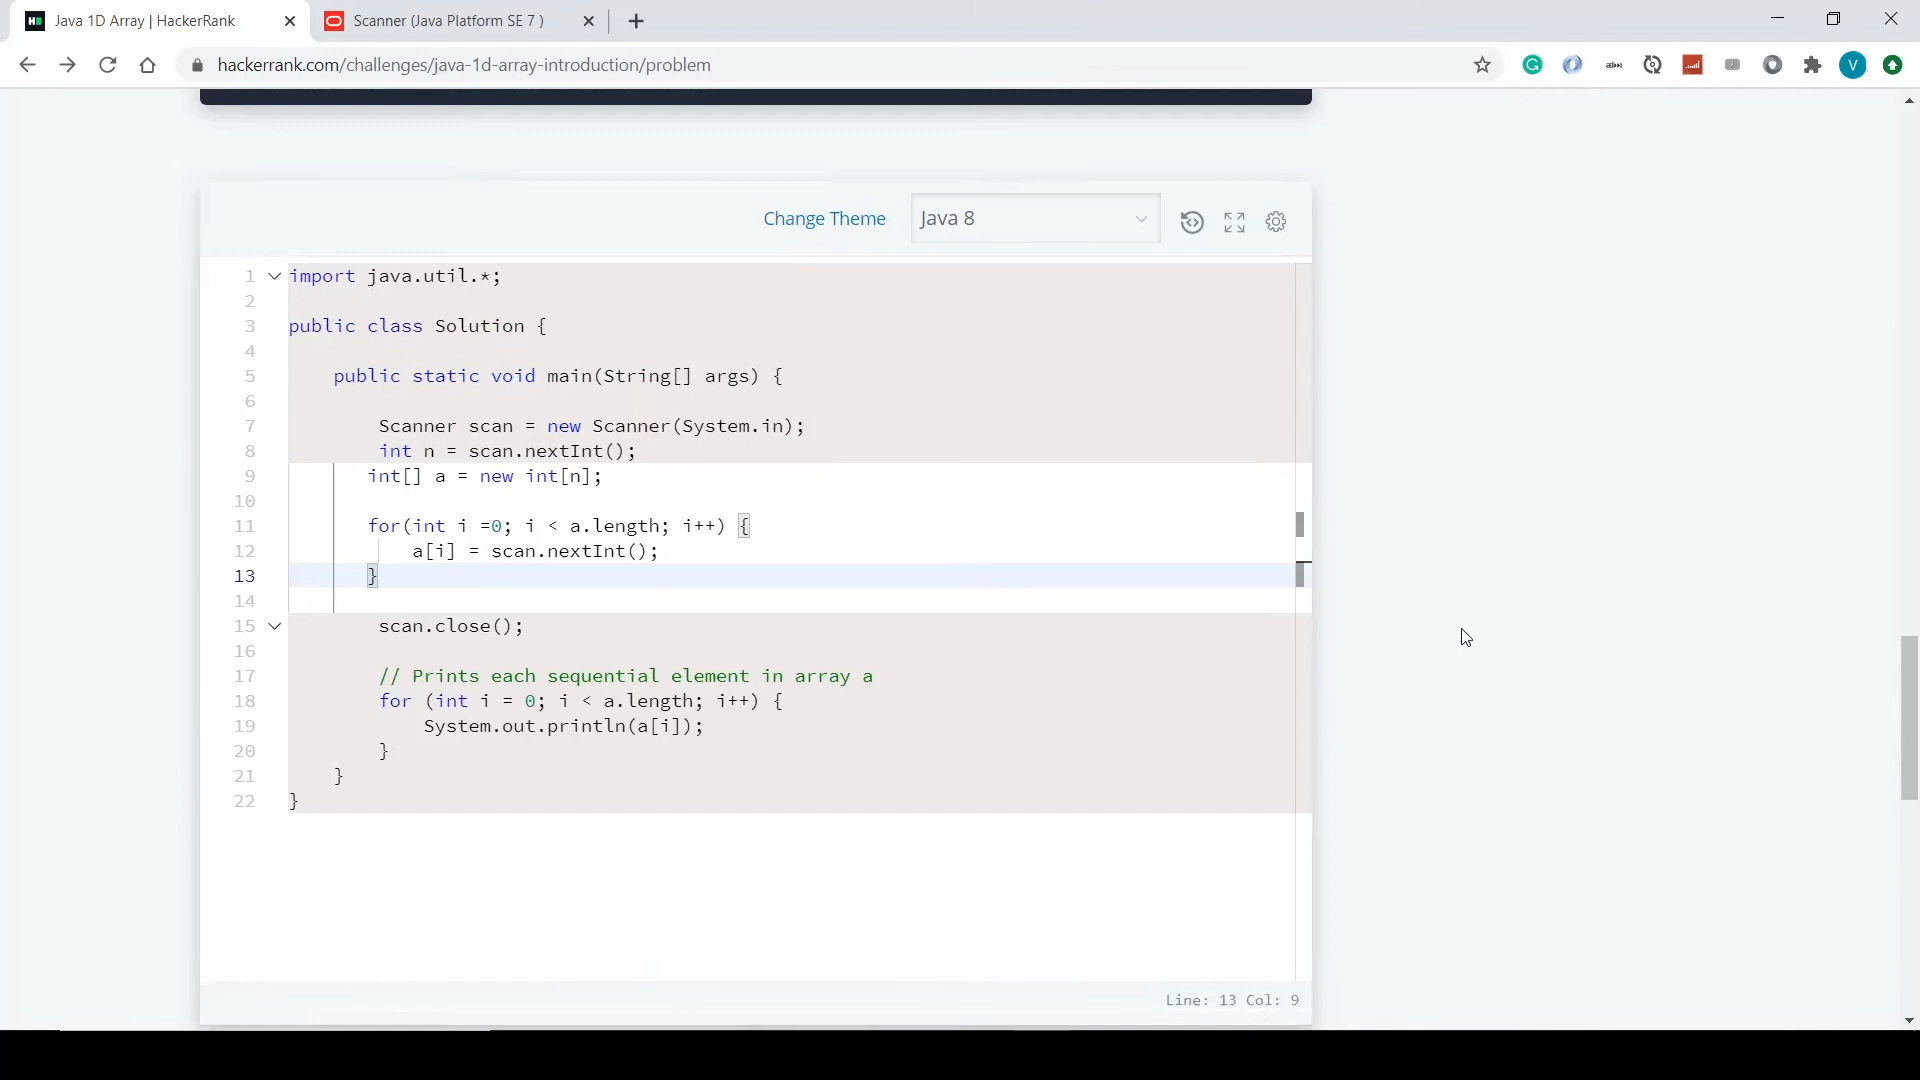 Java 1D Array | HackerRank
Scanner (Java Platform SE 7 )
hackerrank.com/challenges/java-1d-array-introduction/problem
V
Change Theme
Java 8
1 import java.util.*;
2
3 public class Solution {
4
5 public static void main(String[] args) {
6
7 Scanner scan = new Scanner(System.in);
8 int n = scan.nextInt();
9 int[] a = new int[n];
10
11 for(int i =0; i < a.length; i++) {
12 a[i] = scan.nextInt();
13 }
14
15 scan.close();
16
17 // Prints each sequential element in array a
18 for (int i = 0; i < a.length; i++) {
19 System.out.println(a[i]);
20 }
21 }
22 }
Line: 13 Col: 9